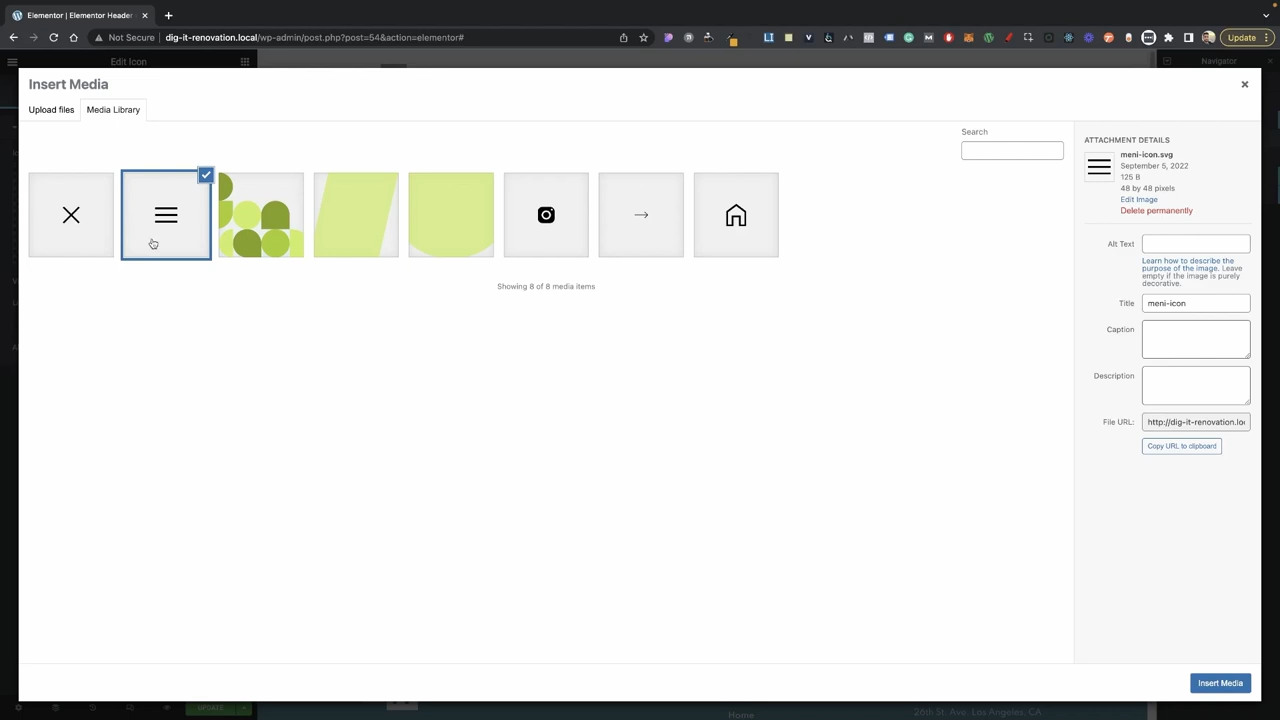 Elementor | Elementor Header
Not Secure | dig-it-renovation.local/wp-admin/post.php?post=54&action=elementor#
Update
Edit Icon
Navigator
Insert Media
Upload files
Media Library
Search
Showing 8 of 8 media items
ATTACHMENT DETAILS
meni-icon.svg
September 5, 2022
125 B
48 by 48 pixels
Edit Image
Delete permanently
Alt Text
Learn how to describe the
purpose of the image. Leave
empty if the image is purely
decorative.
Title
meni-icon
Caption
Description
File URL:
http://dig-it-renovation.lo
Copy URL to clipboard
Insert Media
UPDATE
Home
26th St. Ave. Los Angeles, CA